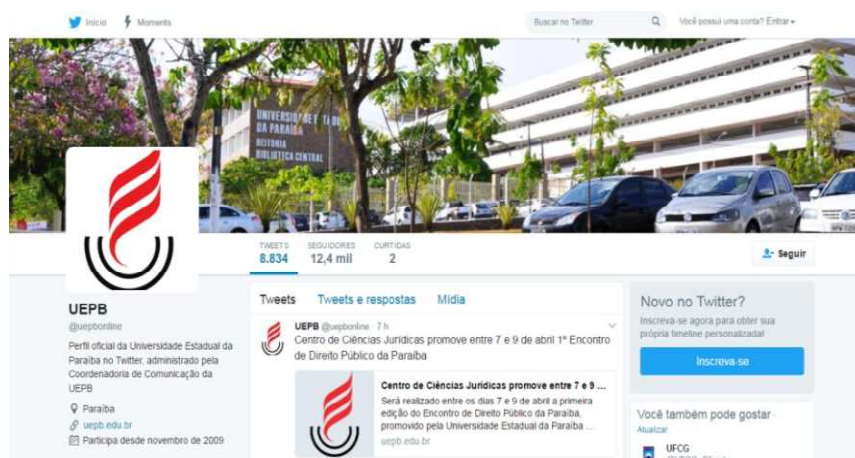 Início Moments Buscar no Twitter Você possui uma conta? Entrar
UNIVERSIDADE
DA PARAÍBA
REITORIA
BIBLIOTECA CENTRAL
TWEETS SEGUIDORES CURTIDAS
8.834 12,4 mil 2
Seguir
UEPB
@uepbonline
Perfil oficial da Universidade Estadual da
Paraíba no Twitter, administrado pela
Coordenadoria de Comunicação da
UEPB
Paraíba
uepb.edu.br
Participa desde novembro de 2009
Tweets Tweets e respostas Mídia
UEPB @uepbonline · 7 h
Centro de Ciências Jurídicas promove entre 7 e 9 de abril 1º Encontro
de Direito Público da Paraíba
Centro de Ciências Jurídicas promove entre 7 e 9 ...
Será realizado entre os dias 7 e 9 de abril a primeira
edição do Encontro de Direito Público da Paraíba,
promovido pela Universidade Estadual da Paraíba ...
uepb.edu.br
Novo no Twitter?
Inscreva-se agora para obter sua
própria timeline personalizada!
Inscreva-se
Você também pode gostar
Atualizar
UFCG